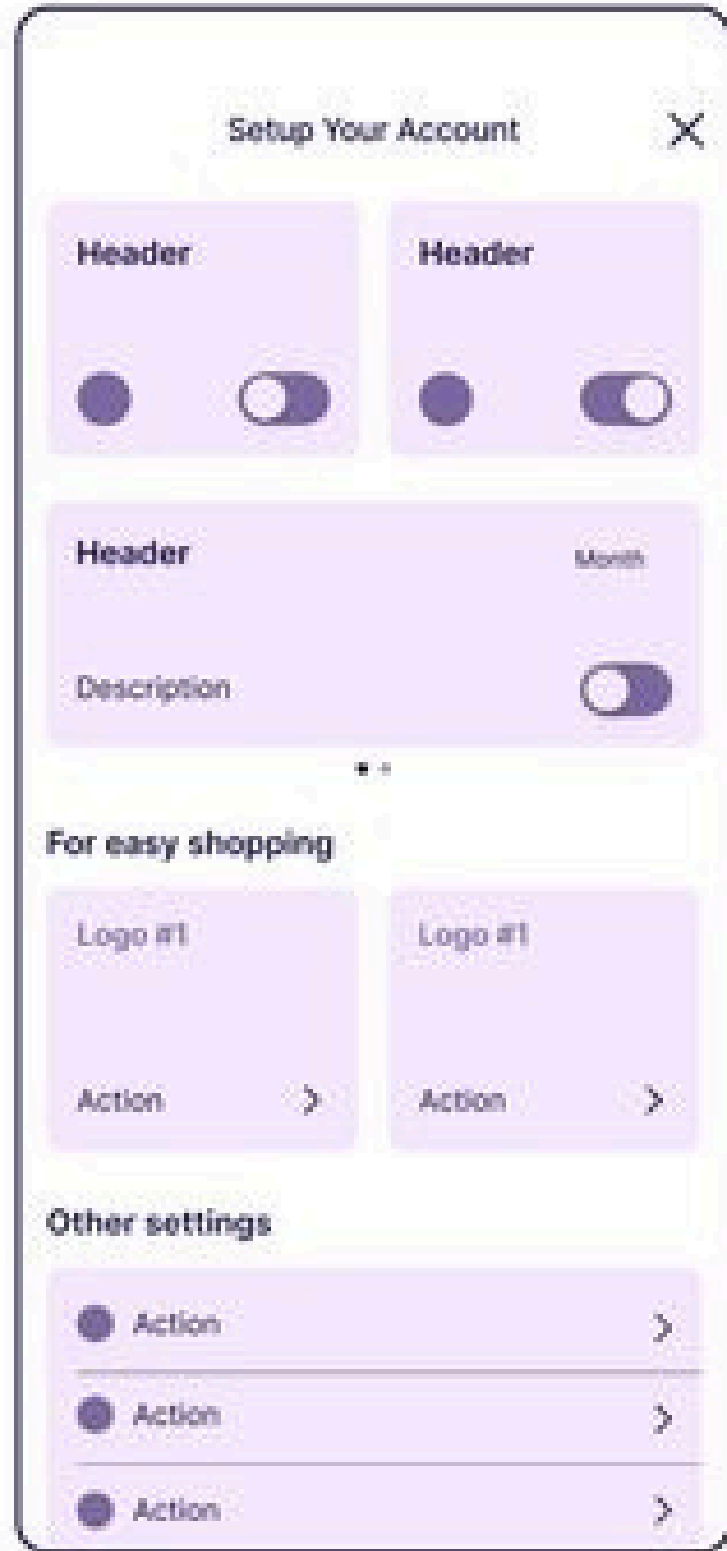 Setup Your Account
Header Header
Header Month
Description
For easy shopping
Logo #1 Logo #1
Action Action
Other settings
Action
Action
Action